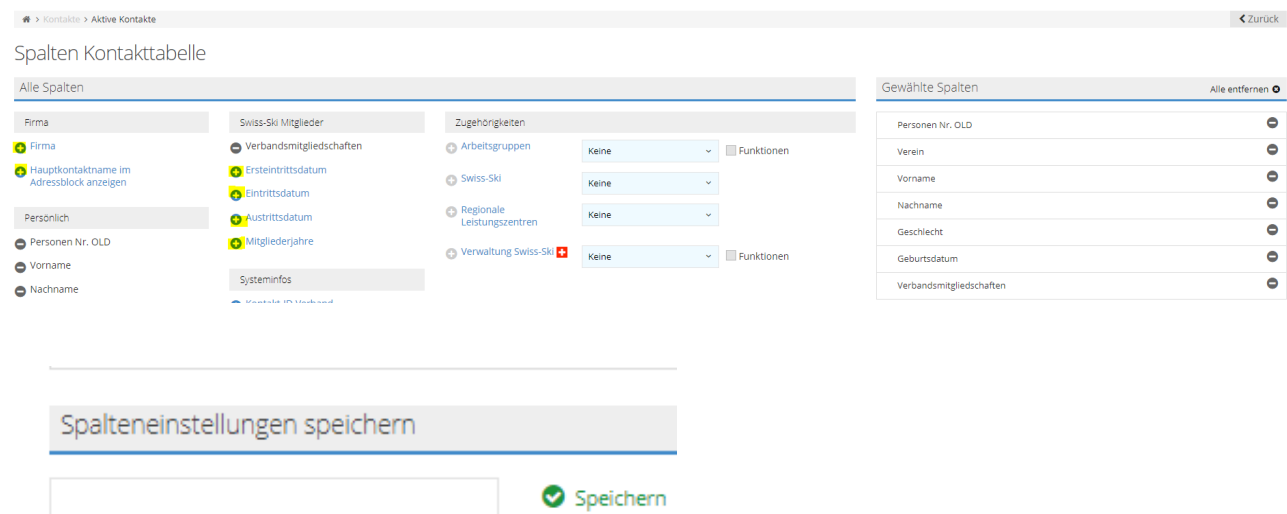 > Kontakte > Aktive Kontakte
Zurück
Spalten Kontakttabelle
Alle Spalten
Firma
Firma
Hauptkontaktname im
Adressblock anzeigen
Persönlich
Personen Nr. OLD
Vorname
Nachname
Swiss-Ski Mitglieder
Verbandsmitgliedschaften
Ersteintrittsdatum
Eintrittsdatum
Austrittsdatum
Mitgliederjahre
Systeminfos
Kontakt-ID Verband
Zugehörigkeiten
Arbeitsgruppen Keine Funktionen
Swiss-Ski Keine
Regionale
Leistungszentren Keine
Verwaltung Swiss-Ski Keine Funktionen
Gewählte Spalten Alle entfernen
Personen Nr. OLD
Verein
Vorname
Nachname
Geschlecht
Geburtsdatum
Verbandsmitgliedschaften
Spalteneinstellungen speichern
Speichern